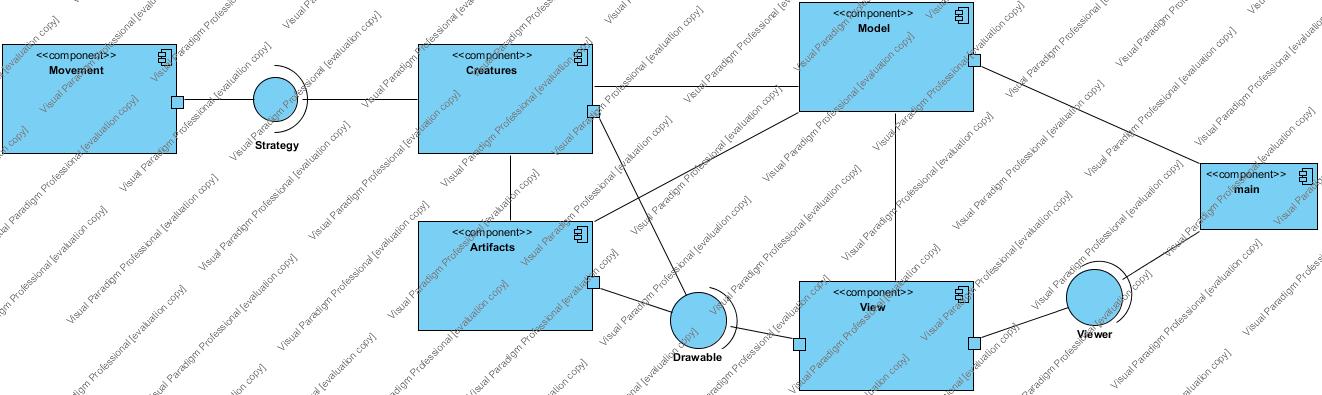 <<component>>
Movement
Strategy
<<component>>
Creatures
<<component>>
Model
<<component>>
main
<<component>>
Artifacts
Drawable
<<component>>
View
Viewer
Visual Paradigm Professional [evaluation copy]